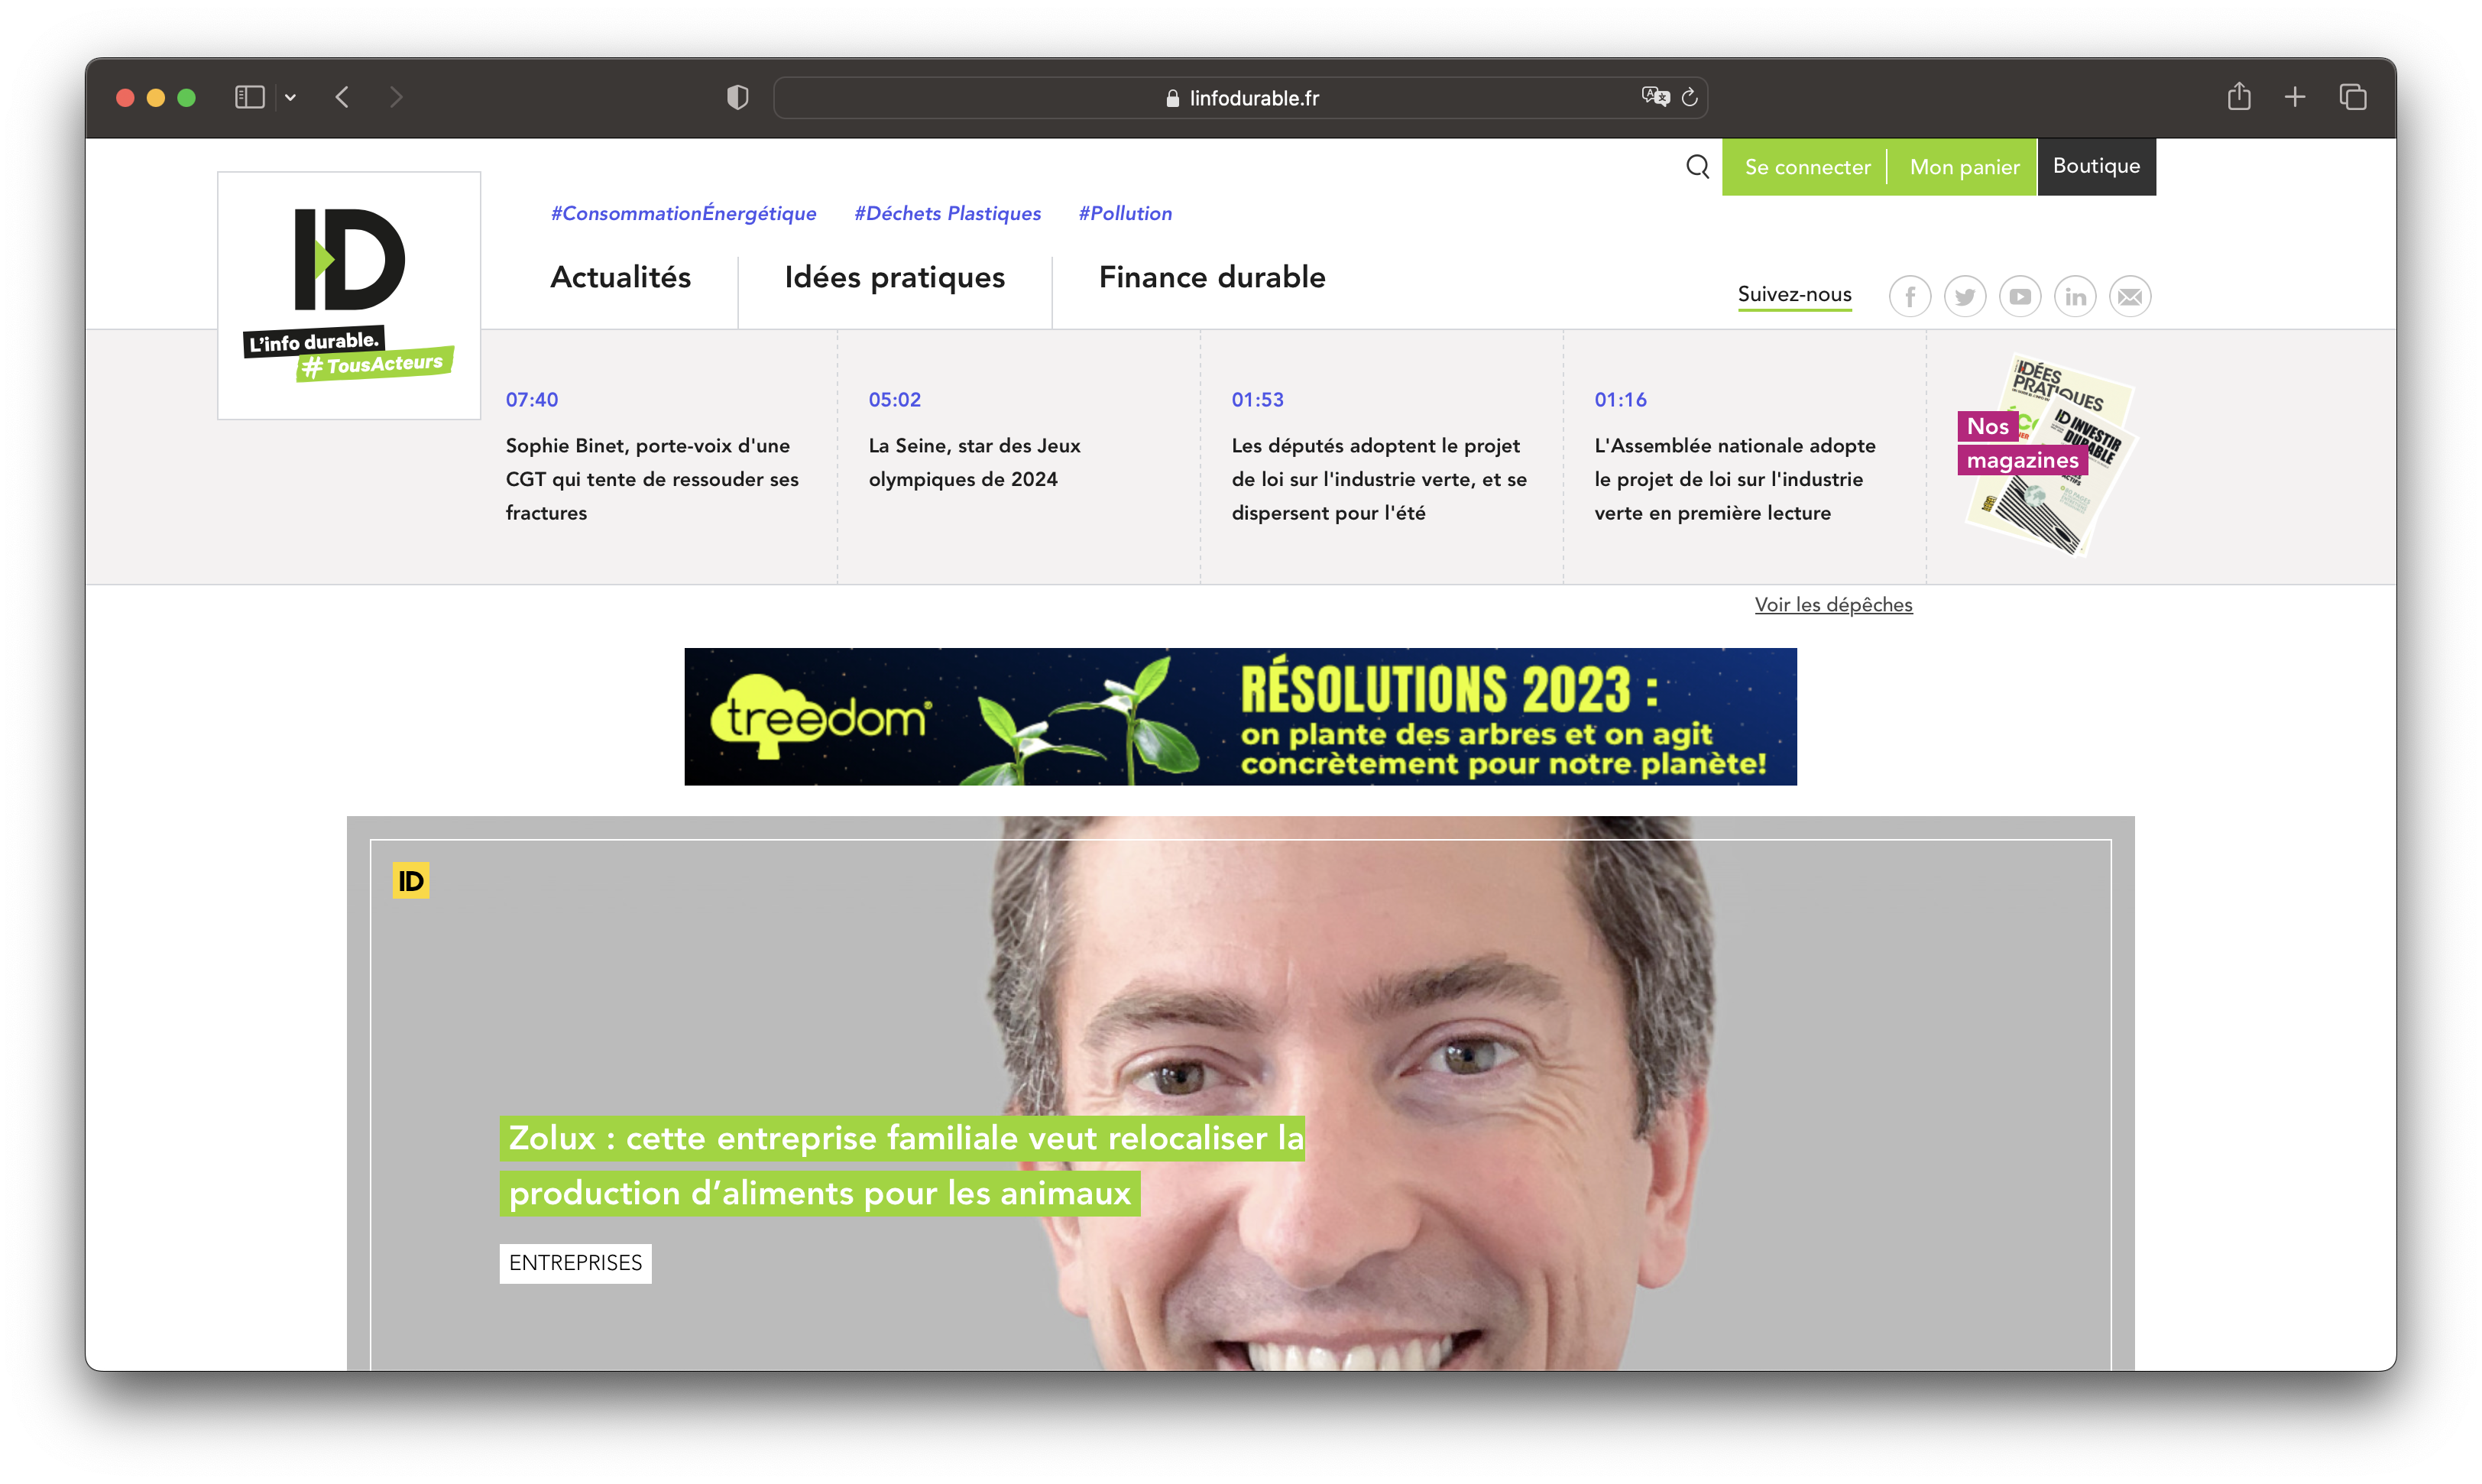 linfodurable.fr
Se connecter
Mon panier
Boutique
ID
L'info durable.
#TousActeurs
#ConsommationÉnergétique
#Déchets Plastiques
#Pollution
Actualités
Idées pratiques
Finance durable
Suivez-nous
07:40
Sophie Binet, porte-voix d'une
CGT qui tente de ressouder ses
fractures
05:02
La Seine, star des Jeux
olympiques de 2024
01:53
Les députés adoptent le projet
de loi sur l'industrie verte, et se
dispersent pour l'été
01:16
L'Assemblée nationale adopte
le projet de loi sur l'industrie
verte en première lecture
IDÉES
PRATIQUES
ID INVESTIR
DURABLE
Nos
magazines
Voir les dépêches
treedom®
RÉSOLUTIONS 2023 :
on plante des arbres et on agit
concrètement pour notre planète!
ID
Zolux : cette entreprise familiale veut relocaliser la
production d’aliments pour les animaux
ENTREPRISES